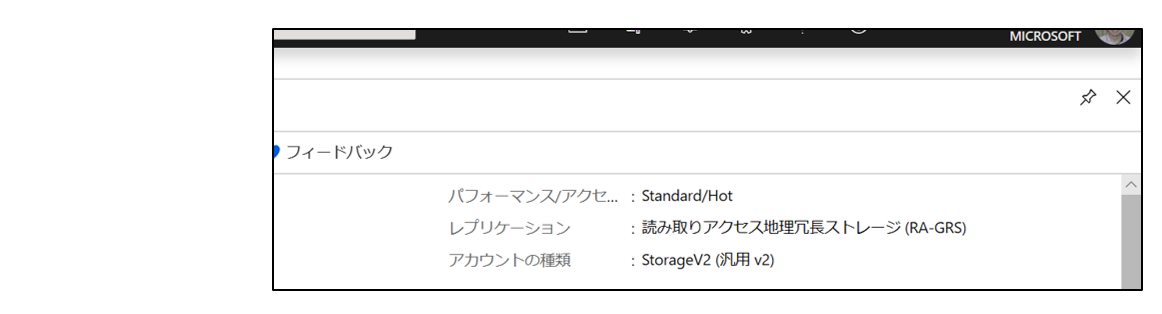 MICROSOFT
フィードバック
パフォーマンス/アクセ... : Standard/Hot
レプリケーション : 読み取りアクセス地理冗長ストレージ (RA-GRS)
アカウントの種類 : StorageV2 (汎用 v2)